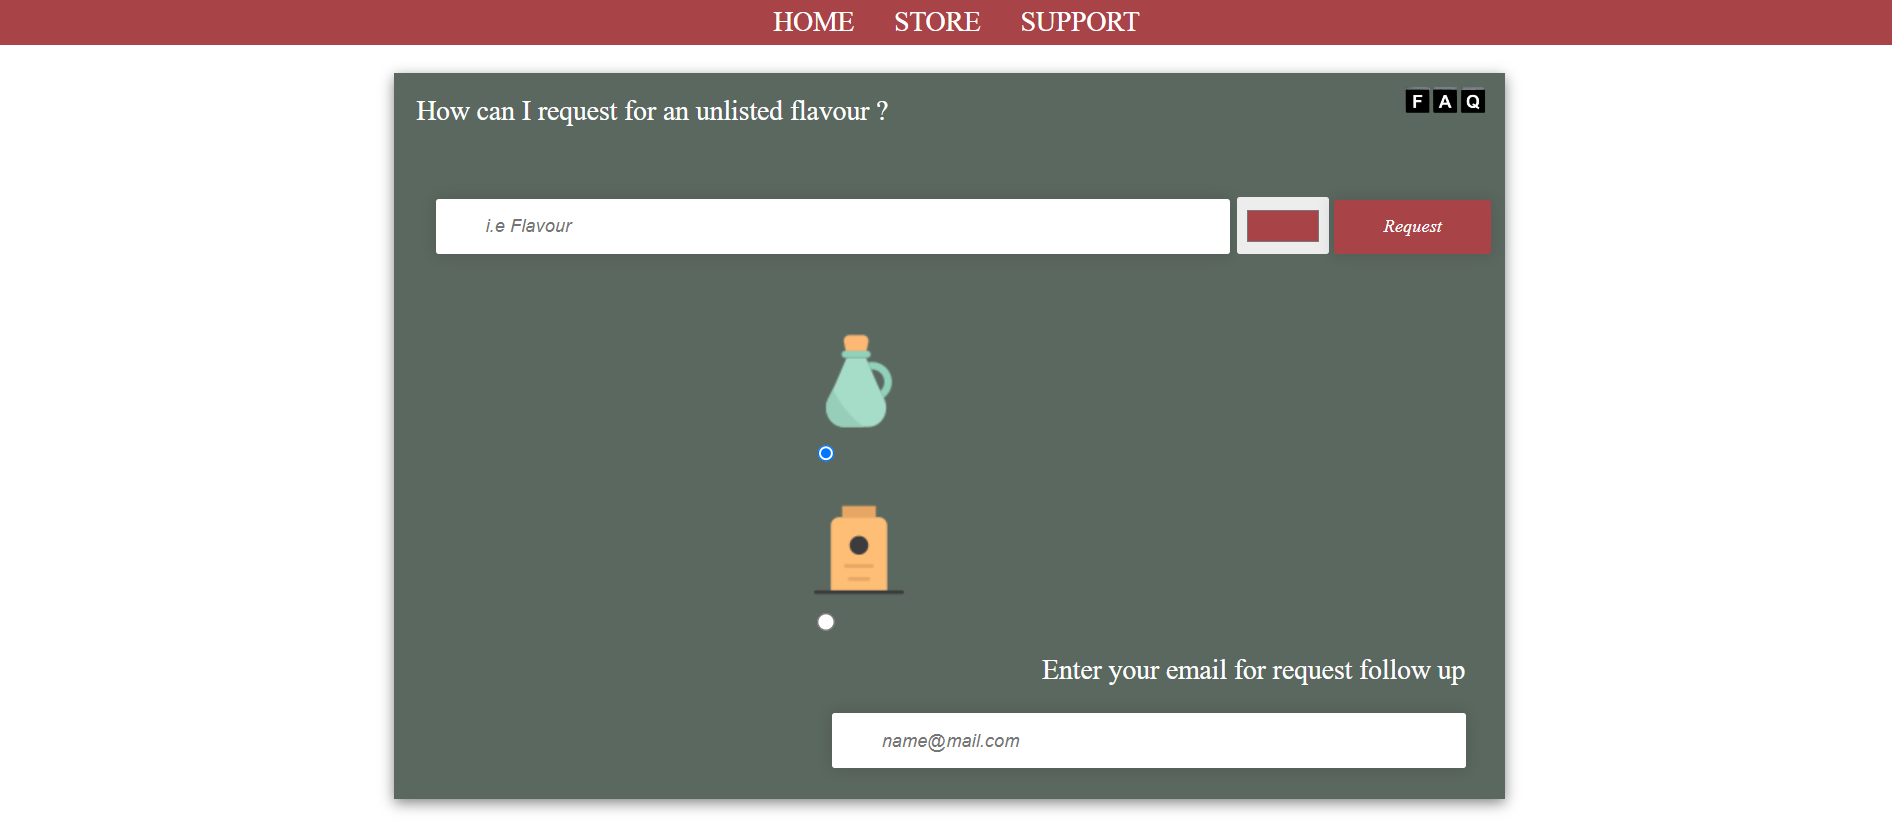 HOME STORE SUPPORT
How can I request for an unlisted flavour ?
FAQ
i.e Flavour
Request
Enter your email for request follow up
name@mail.com